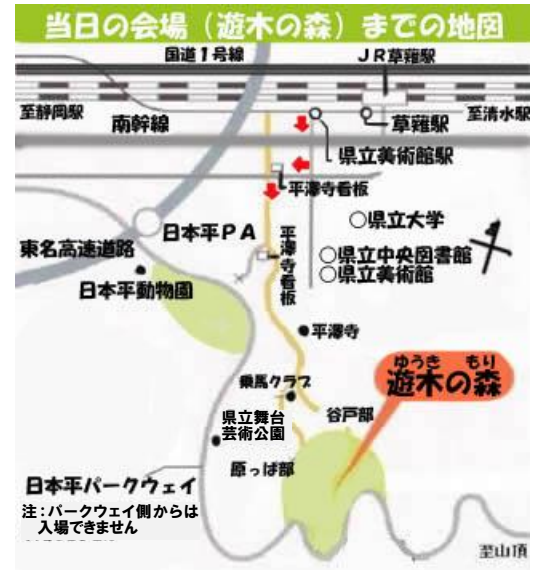 当日の会場（遊木の森）までの地図
国道１号線
ＪＲ草薙駅
至静岡駅
至清水駅
南幹線
草薙駅
県立美術館駅
平澤寺看板
○県立大学
日本平ＰＡ
東名高速道路
平澤寺看板
○県立中央図書館
○県立美術館
日本平動物園
平澤寺
ゆうき もり
遊木の森
乗馬クラブ
谷戸部
県立舞台
芸術公園
原っぱ部
日本平パークウェイ
注：パークウェイ側からは
入場できません
至山頂